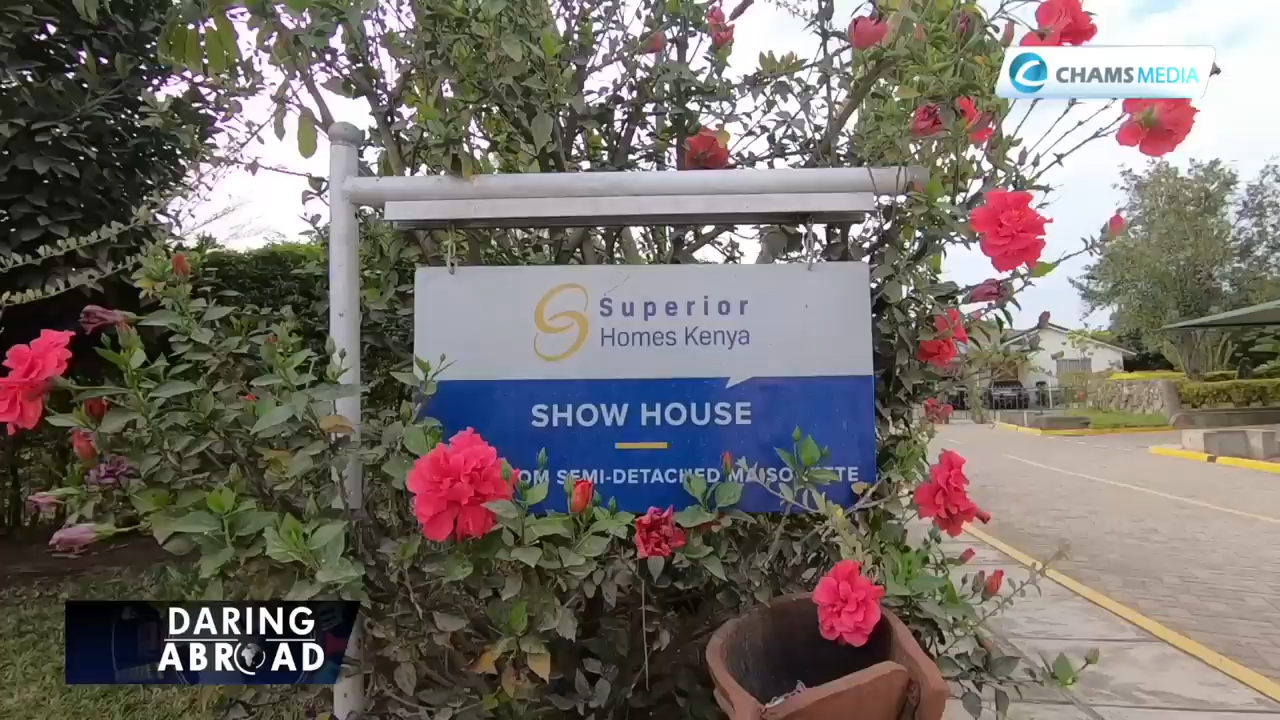 CHAMS MEDIA
Superior
Homes Kenya
SHOW HOUSE
SEMI-DETACHED
DARING
ABROAD